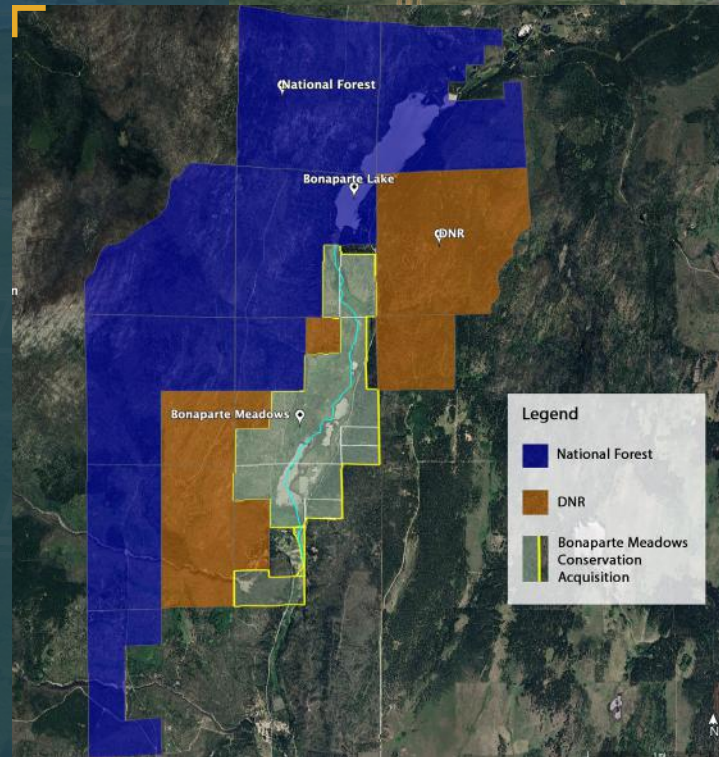 National Forest
Bonaparte Lake
DNR
n
Bonaparte Meadows
Legend
National Forest
DNR
Bonaparte Meadows
Conservation
Acquisition
N